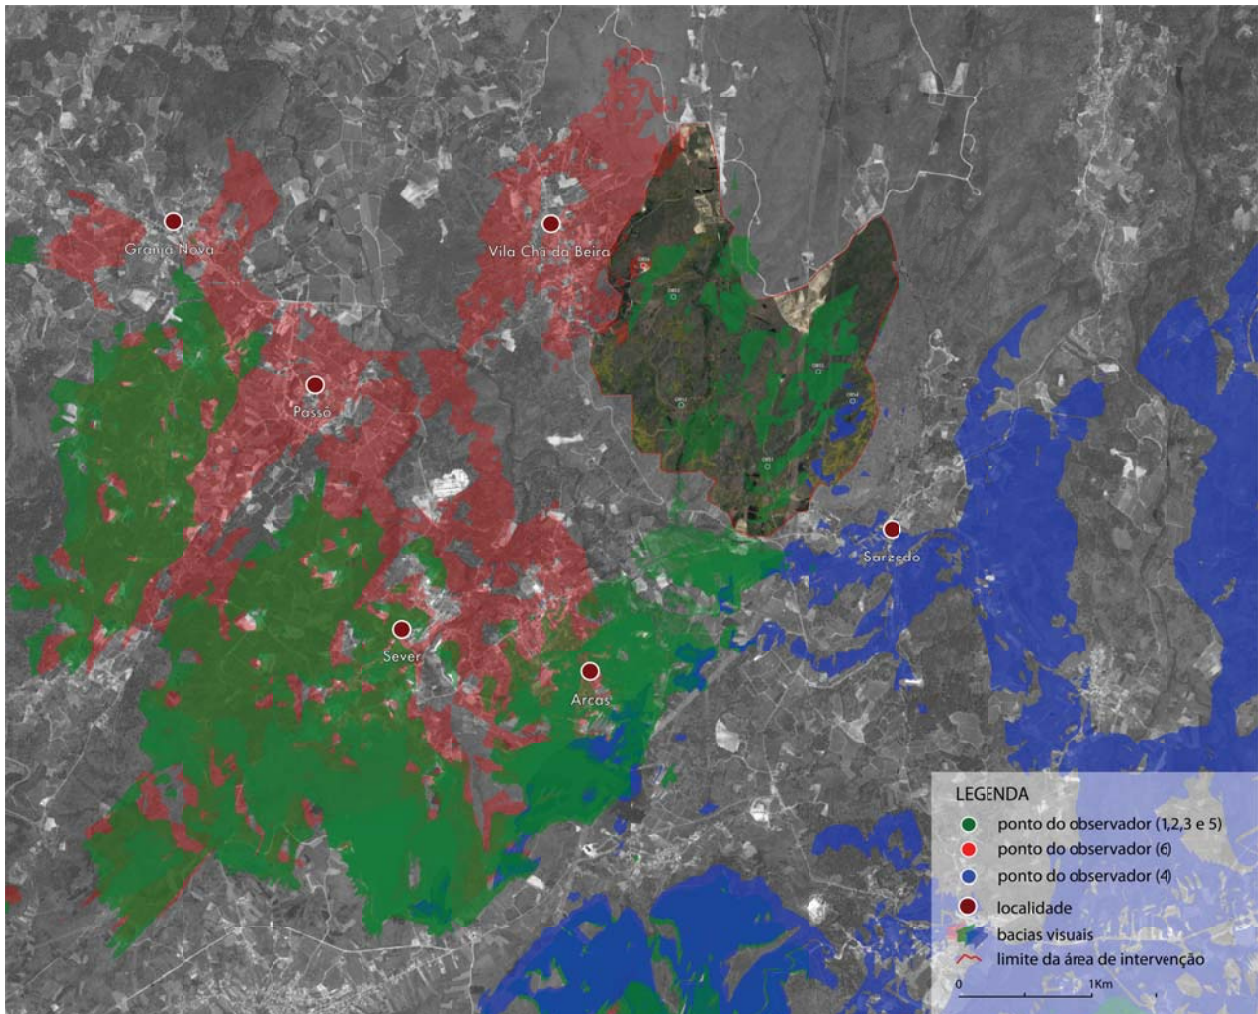 Granja Nova
Vila Chã da Beira
Passô
Sarzedo
Sever
Arcas
LEGENDA
ponto do observador (1,2,3 e 5)
ponto do observador (6)
ponto do observador (4)
localidade
bacias visuais
limite da área de intervenção
0
1Km